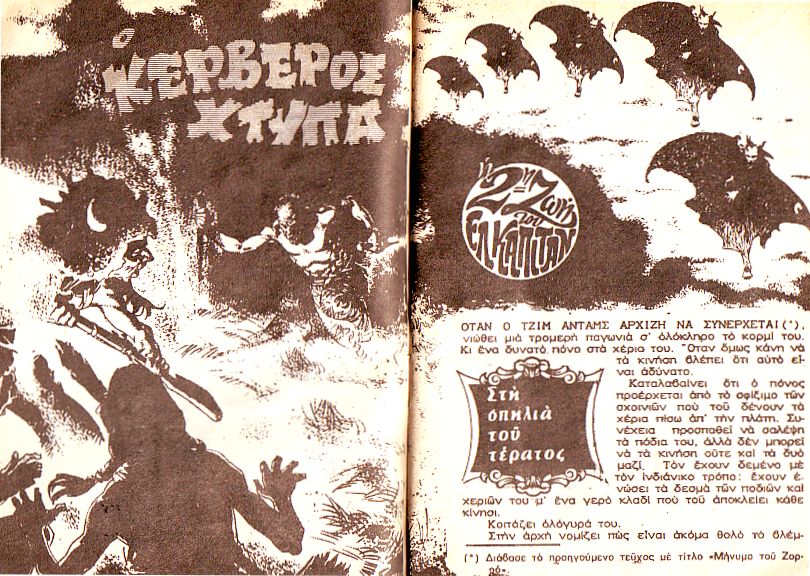 Ο ΚΕΡΒΕΡΟΣ
ΧΤΥΠΑ
ἡ
2η Ζωή
του
ΕΛ ΚΑΠΙΤΑΝ
ΟΤΑΝ Ο ΤΖΙΜ ΑΝΤΑΜΣ ΑΡΧΙΖΗ ΝΑ ΣΥΝΕΡΧΕΤΑΙ(*),
νιώθει μιὰ τρομερὴ παγωνιὰ σ' ὁλόκληρο τὸ κορμί του.
Κι ἕνα δυνατὸ πόνο στὰ χέρια του. Ὅταν ὅμως κάνη νὰ
τὰ κινήση βλέπει ὅτι αὐτὸ εἶ-
ναι ἀδύνατο.
Στὴ
σπηλιὰ
τοῦ
τέρατος
Καταλαβαίνει ὅτι ὁ πόνος
προέρχεται ἀπὸ τὸ σφίξιμο τῶν
σχοινιῶν ποὺ τοῦ δένουν τὰ
χέρια πίσω ἀπ' τὴν πλάτη. Συ-
νέχεια προσπαθεῖ νὰ σαλέψη
τὰ πόδια του, ἀλλὰ δὲν μπορεῖ
νὰ τὰ κινήση οὔτε καὶ τὰ δυὸ
μαζί. Τὸν ἔχουν δεμένο μὲ
τὸν ἰνδιάνικο τρόπο: ἔχουν ἑ-
νώσει τὰ δεσμὰ τῶν ποδιῶν καὶ
χεριῶν του μ' ἕνα γερὸ κλαδὶ ποὺ τοῦ ἀποκλείει κάθε
κίνησι.
Κοιτάζει ὁλόγυρά του.
Στὴν ἀρχὴ νομίζει πὼς εἶναι ἀκόμα θολὸ τὸ βλέμ-
(*) Διάβασε τὸ προηγούμενο τεῦχος μὲ τίτλο «Μήνυμα τοῦ Ζορ-
ρό».